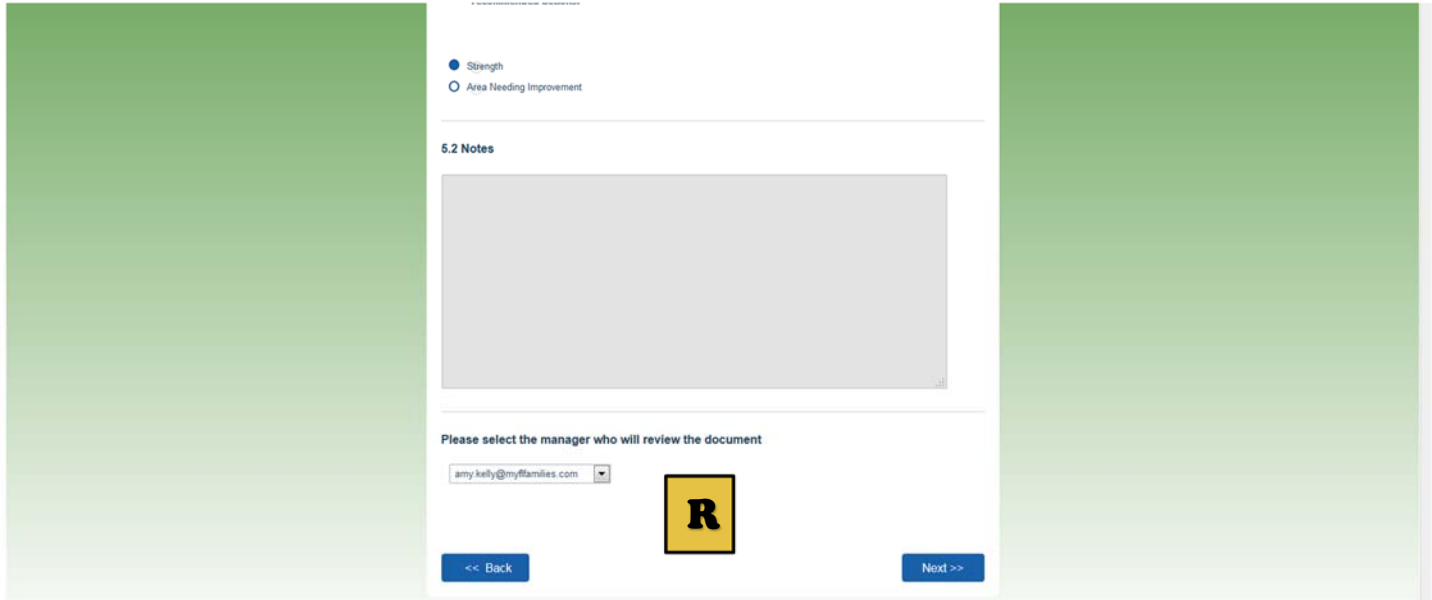 Strength
Area Needing Improvement
5.2 Notes
Please select the manager who will review the document
amy.kelly@myflfamilies.com
R
<< Back
Next >>